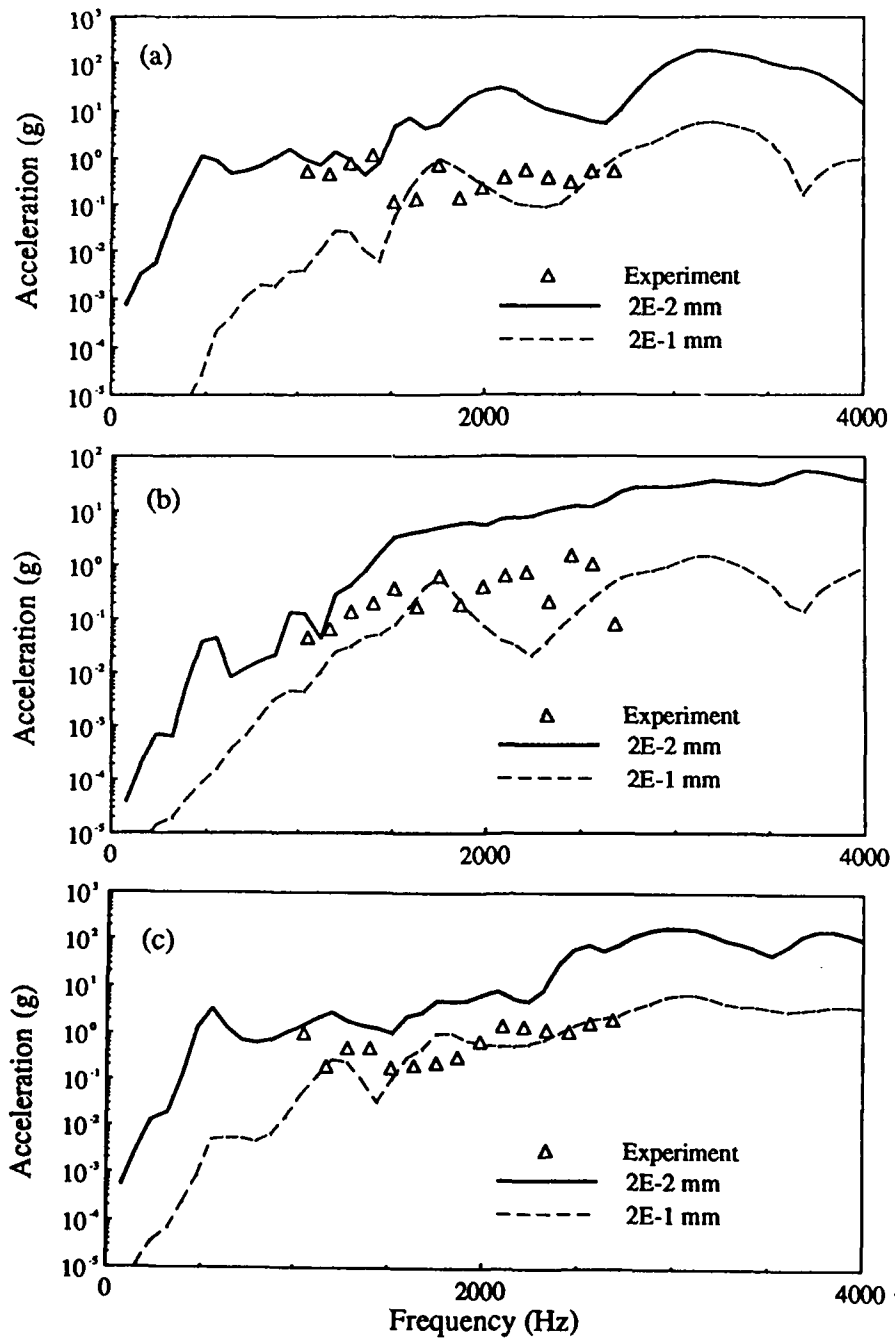 (a)
Acceleration (g)
10³
10²
10¹
10⁰
10⁻¹
10⁻²
10⁻³
10⁻⁴
10⁻⁵
Experiment
2E-2 mm
2E-1 mm
0
2000
4000
(b)
Acceleration (g)
10²
10¹
10⁰
10⁻¹
10⁻²
10⁻³
10⁻⁴
10⁻⁵
Experiment
2E-2 mm
2E-1 mm
0
2000
4000
(c)
Acceleration (g)
10³
10²
10¹
10⁰
10⁻¹
10⁻²
10⁻³
10⁻⁴
10⁻⁵
Experiment
2E-2 mm
2E-1 mm
0
2000
4000
Frequency (Hz)